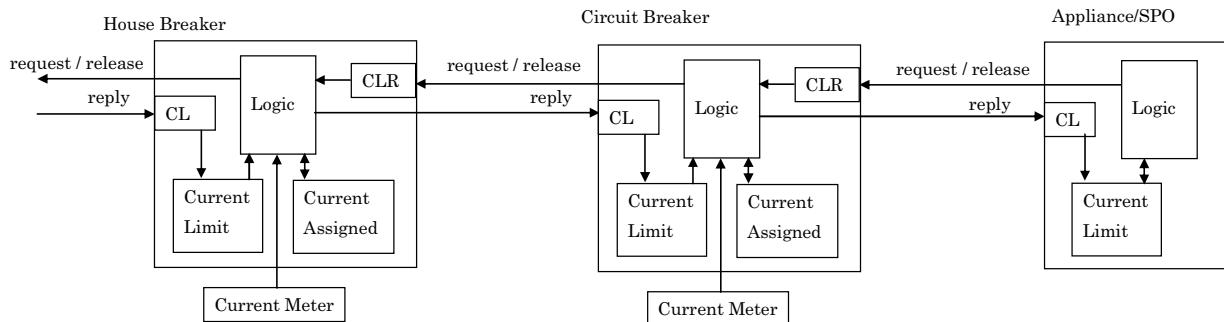 House Breaker
Circuit Breaker
Appliance/SPO
request / release
reply
CL
Logic
CLR
Current
Limit
Current
Assigned
Current Meter
request / release
reply
CL
Logic
CLR
Current
Limit
Current
Assigned
Current Meter
request / release
reply
CL
Logic
Current
Limit